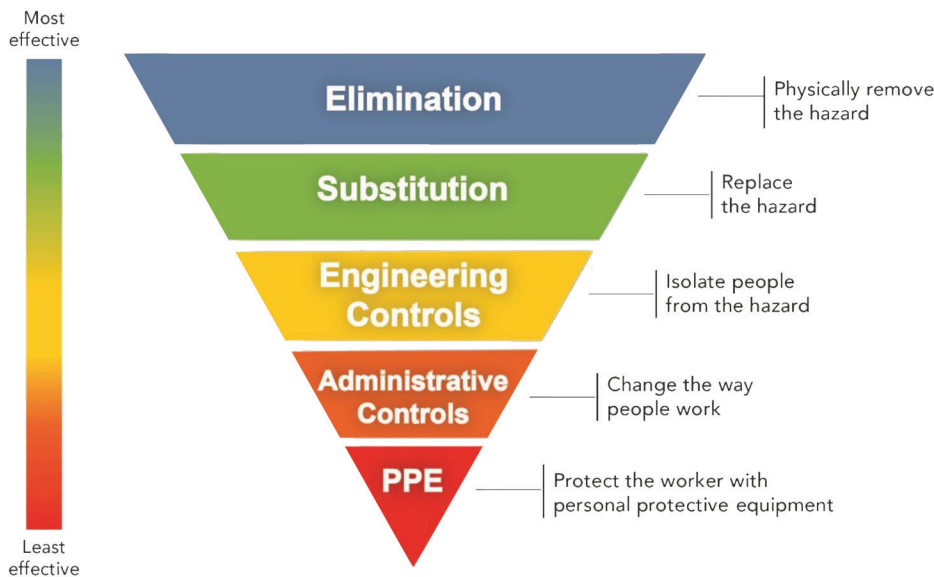 Most
effective
Elimination
Physically remove
the hazard
Substitution
Replace
the hazard
Engineering
Controls
Isolate people
from the hazard
Administrative
Controls
Change the way
people work
PPE
Protect the worker with
personal protective equipment
Least
effective